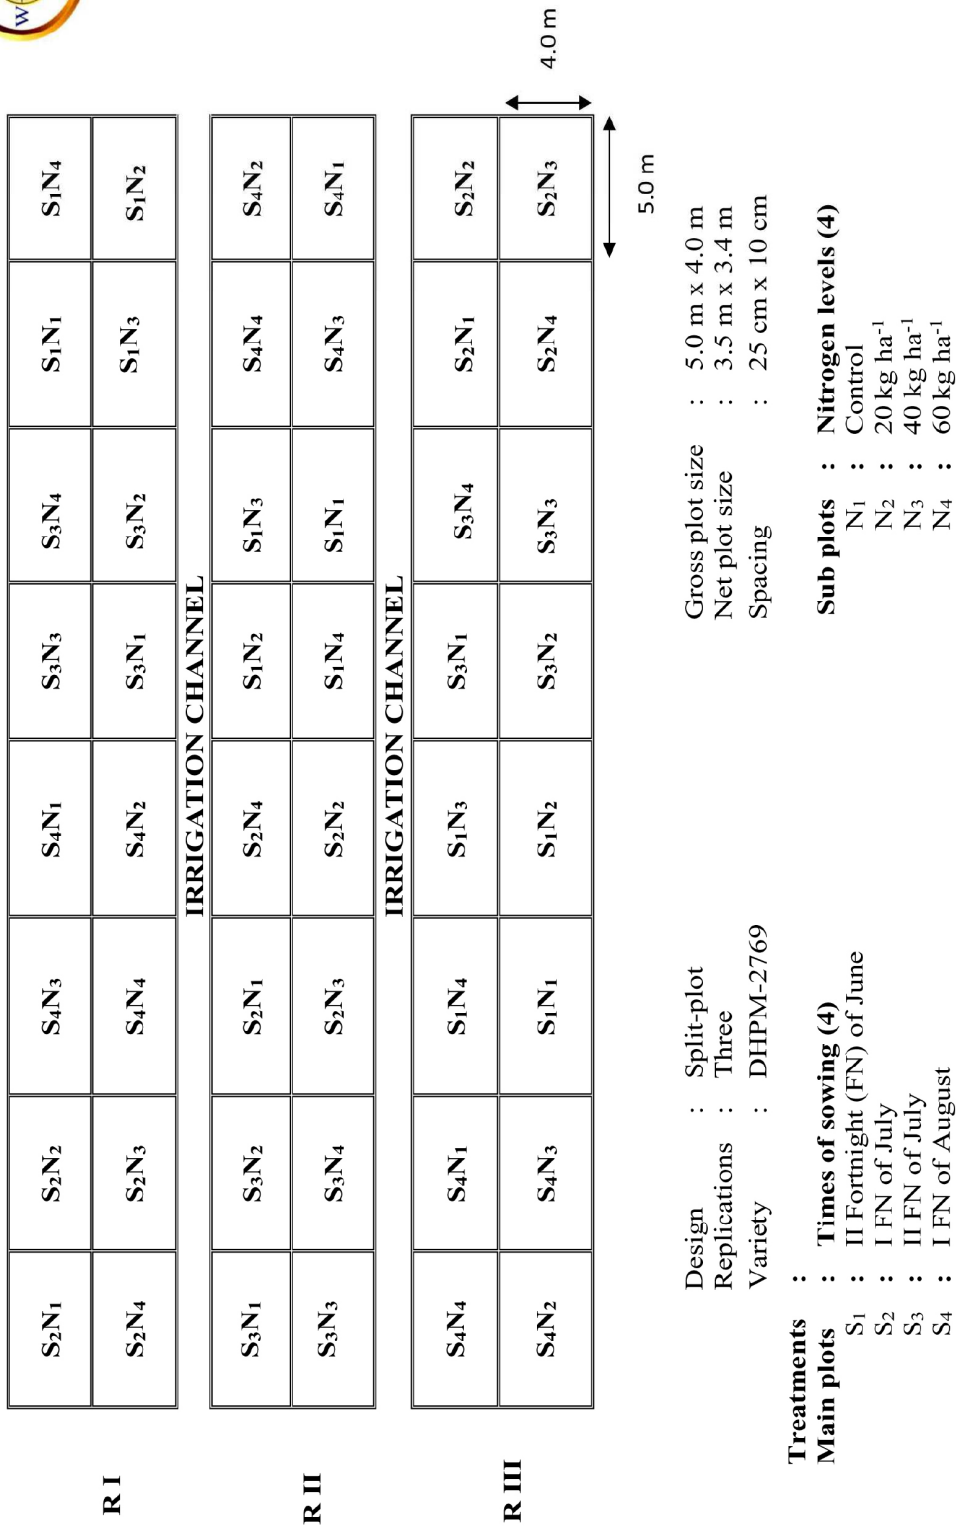 W
4.0 m
S₂N₁ S₂N₂ S₄N₃ S₄N₁ S₃N₃ S₃N₄ S₁N₁ S₁N₄
R I
S₂N₄ S₂N₃ S₄N₄ S₄N₂ S₃N₁ S₃N₂ S₁N₃ S₁N₂
IRRIGATION CHANNEL
S₃N₁ S₃N₂ S₂N₁ S₂N₄ S₁N₂ S₁N₃ S₄N₄ S₄N₂
R II
S₃N₃ S₃N₄ S₂N₃ S₂N₂ S₁N₄ S₁N₁ S₄N₃ S₄N₁
IRRIGATION CHANNEL
S₄N₄ S₄N₁ S₁N₄ S₁N₃ S₃N₁ S₃N₄ S₂N₁ S₂N₂
R III
S₄N₂ S₄N₃ S₁N₁ S₁N₂ S₃N₂ S₃N₃ S₂N₄ S₂N₃
5.0 m
Design : Split-plot Gross plot size : 5.0 m x 4.0 m
Replications : Three Net plot size : 3.5 m x 3.4 m
Variety : DHPM-2769 Spacing : 25 cm x 10 cm
Treatments :
Main plots : Times of sowing (4) Sub plots : Nitrogen levels (4)
S₁ : II Fortnight (FN) of June N₁ : Control
S₂ : I FN of July N₂ : 20 kg ha⁻¹
S₃ : II FN of July N₃ : 40 kg ha⁻¹
S₄ : I FN of August N₄ : 60 kg ha⁻¹